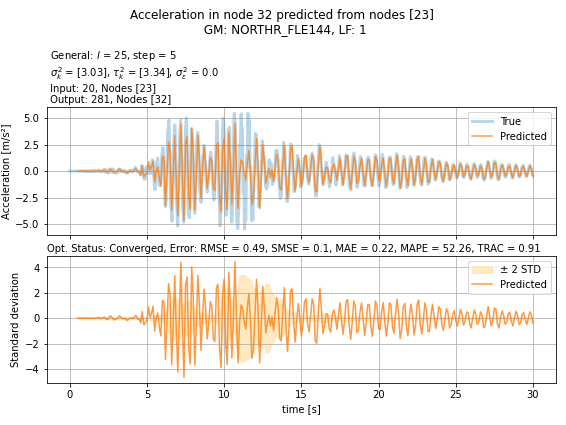 Acceleration in node 32 predicted from nodes [23]
GM: NORTHR_FLE144, LF: 1
General: l = 25, step = 5
σ²ₖ = [3.03], τ²ₖ = [3.34], σ²ε = 0.0
Input: 20, Nodes [23]
Output: 281, Nodes [32]
Acceleration [m/s²]
5.0
2.5
0.0
−2.5
−5.0
True
Predicted
Opt. Status: Converged, Error: RMSE = 0.49, SMSE = 0.1, MAE = 0.22, MAPE = 52.26, TRAC = 0.91
Standard deviation
4
2
0
−2
−4
± 2 STD
Predicted
0 5 10 15 20 25 30
time [s]